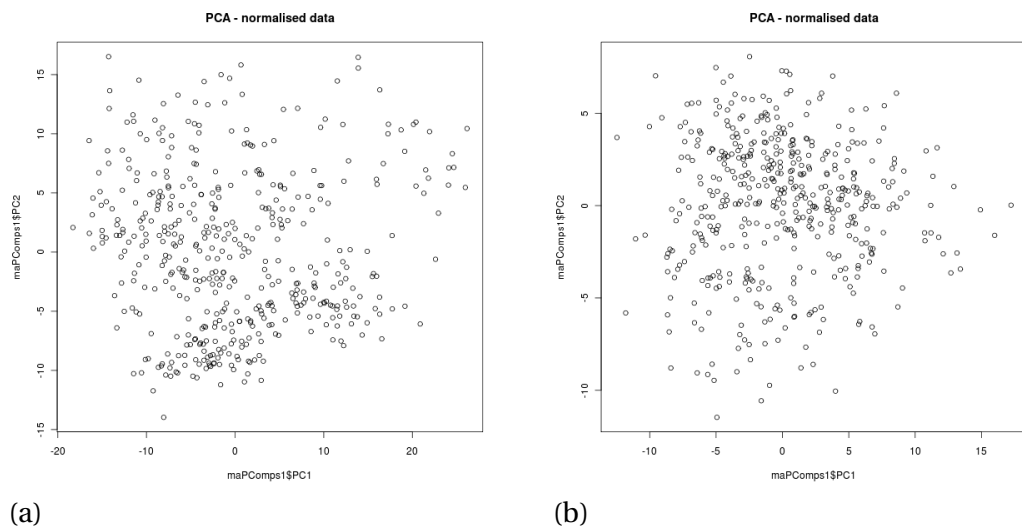 PCA - normalised data
15
10
5
0
-5
-10
-15
-20 -10 0 10 20
maPComps1$PC2
maPComps1$PC1
(a)
PCA - normalised data
5
0
-5
-10
-10 -5 0 5 10 15
maPComps1$PC2
maPComps1$PC1
(b)